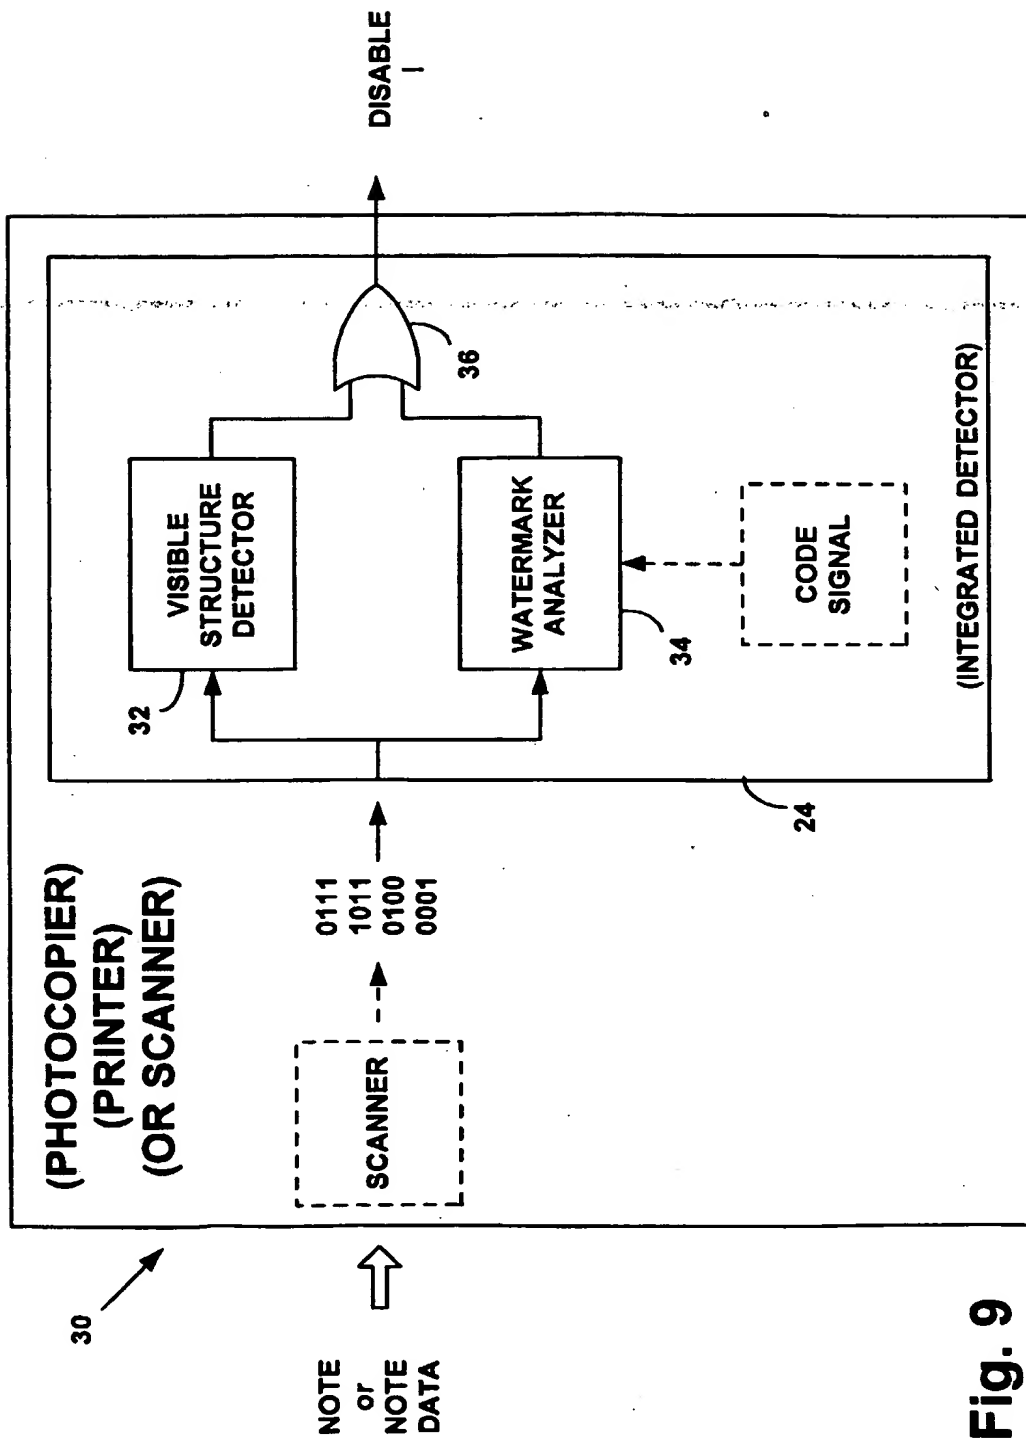 30
(PHOTOCOPIER)
(PRINTER)
(OR SCANNER)
NOTE
or
NOTE
DATA
SCANNER
0111
1011
0100
0001
32
VISIBLE
STRUCTURE
DETECTOR
WATERMARK
ANALYZER
34
CODE
SIGNAL
36
DISABLE
24
(INTEGRATED DETECTOR)
Fig. 9